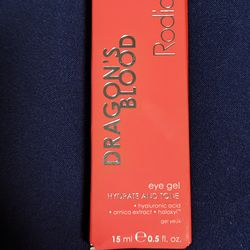 DRAGON'S
BLOOD
eye gel
HYDRATE AND TONE
• hyaluronic acid
• arnica extract • haloxyl™
gel yeux
15 ml ℮ 0.5 fl. oz.